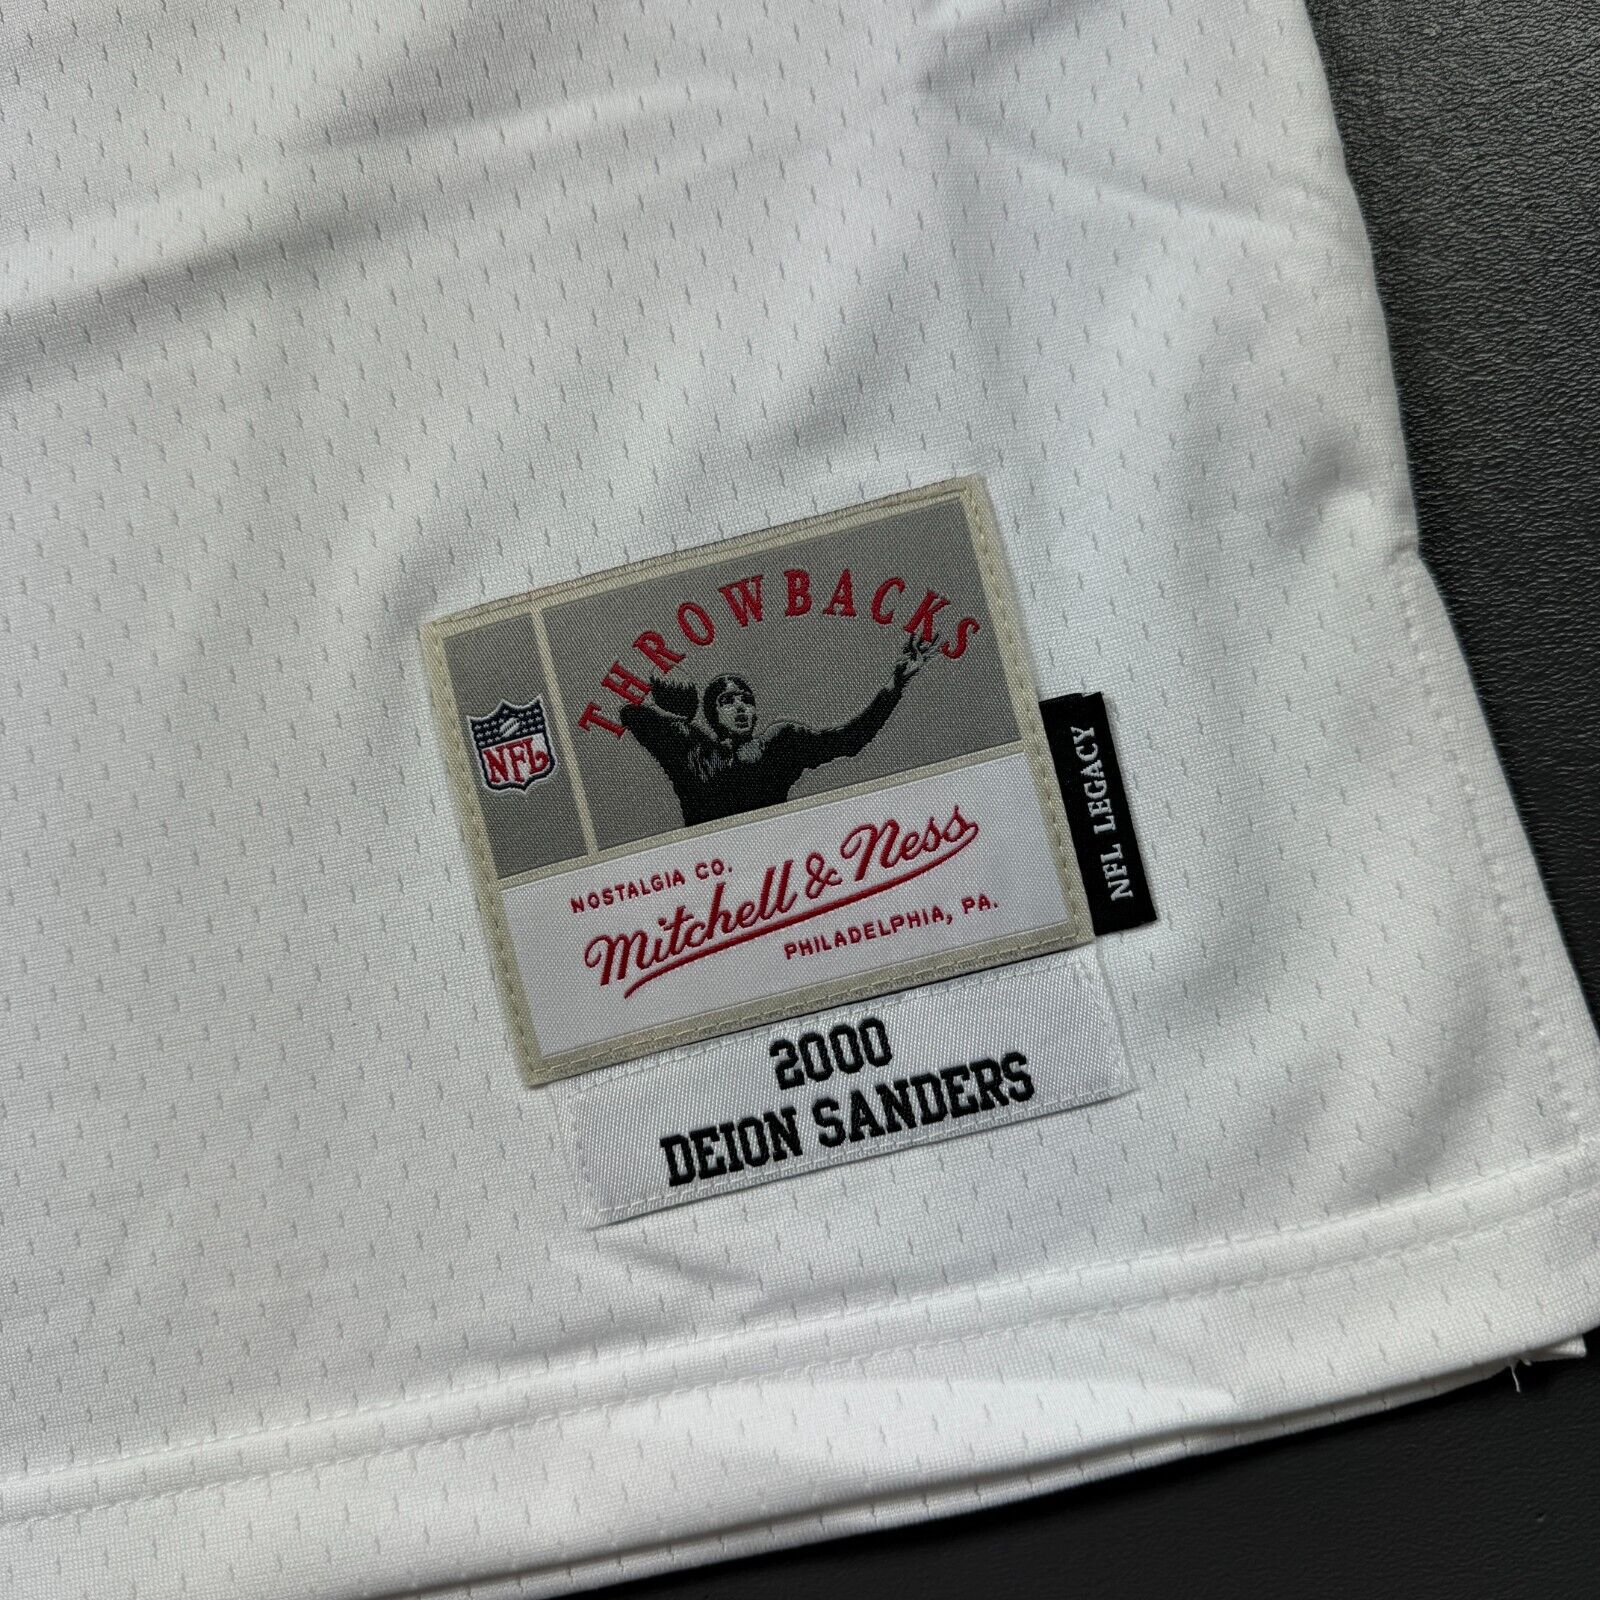 THROWBACKS
NFL
NOSTALGIA CO.
Mitchell & Ness
PHILADELPHIA, PA.
NFL LEGACY
2000
DEION SANDERS